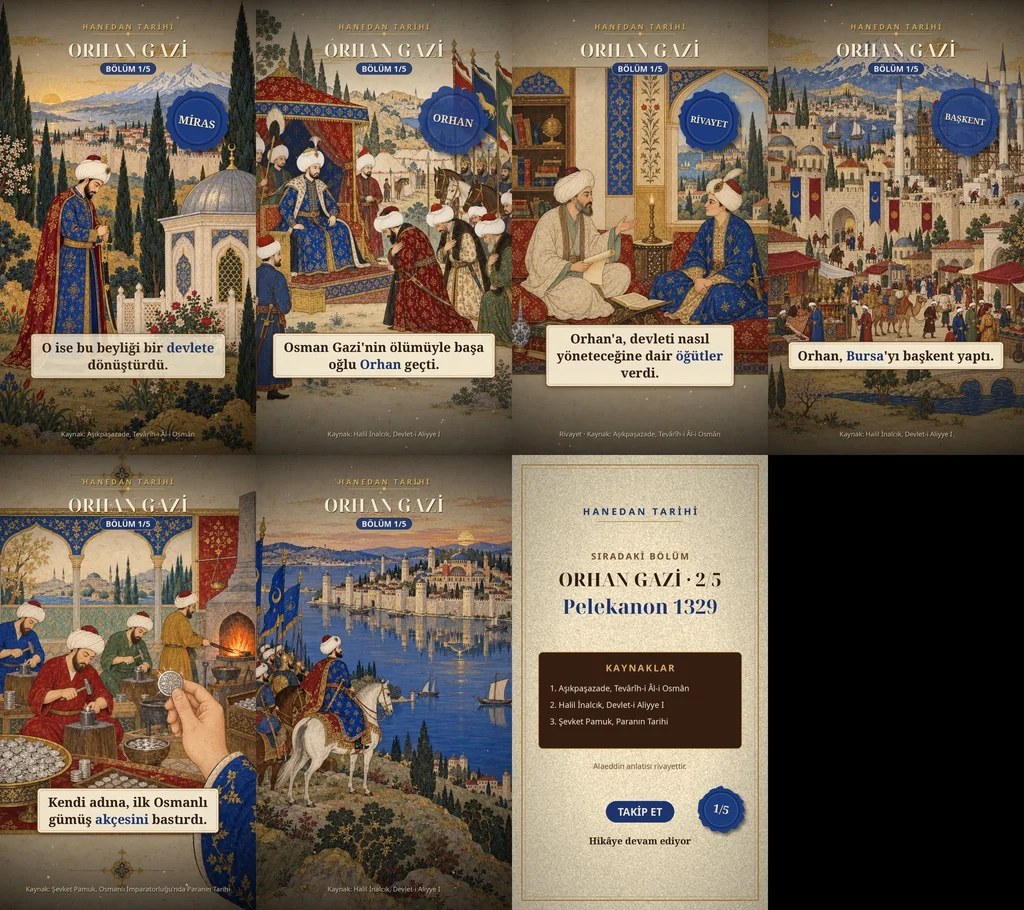 HANEDAN TARİHİ
ORHAN GAZİ
BÖLÜM 1/5
MİRAS
O ise bu beyliği bir devlete
dönüştürdü.
Kaynak: Aşıkpaşazade, Tevârîh-i Âl-i Osmân
HANEDAN TARİHİ
ORHAN GAZİ
BÖLÜM 1/5
ORHAN
Osman Gazi'nin ölümüyle başa
oğlu Orhan geçti.
Kaynak: Halil İnalcık, Devlet-i Aliyye I
HANEDAN TARİHİ
ORHAN GAZİ
BÖLÜM 1/5
RİVAYET
Orhan'a, devleti nasıl
yöneteceğine dair öğütler
verdi.
Rivayet · Kaynak: Aşıkpaşazade, Tevârîh-i Âl-i Osmân
HANEDAN TARİHİ
ORHAN GAZİ
BÖLÜM 1/5
BAŞKENT
Orhan, Bursa'yı başkent yaptı.
Kaynak: Halil İnalcık, Devlet-i Aliyye I
HANEDAN TARİHİ
ORHAN GAZİ
BÖLÜM 1/5
Kendi adına, ilk Osmanlı
gümüş akçesini bastırdı.
Kaynak: Şevket Pamuk, Osmanlı İmparatorluğu'nda Paranın Tarihi
HANEDAN TARİHİ
ORHAN GAZİ
BÖLÜM 1/5
Kaynak: Halil İnalcık, Devlet-i Aliyye I
HANEDAN TARİHİ
SIRADAKİ BÖLÜM
ORHAN GAZİ · 2/5
Pelekanon 1329
KAYNAKLAR
1. Aşıkpaşazade, Tevârîh-i Âl-i Osmân
2. Halil İnalcık, Devlet-i Aliyye I
3. Şevket Pamuk, Paranın Tarihi
Alaeddin anlatısı rivayettir.
TAKİP ET
1/5
Hikâye devam ediyor